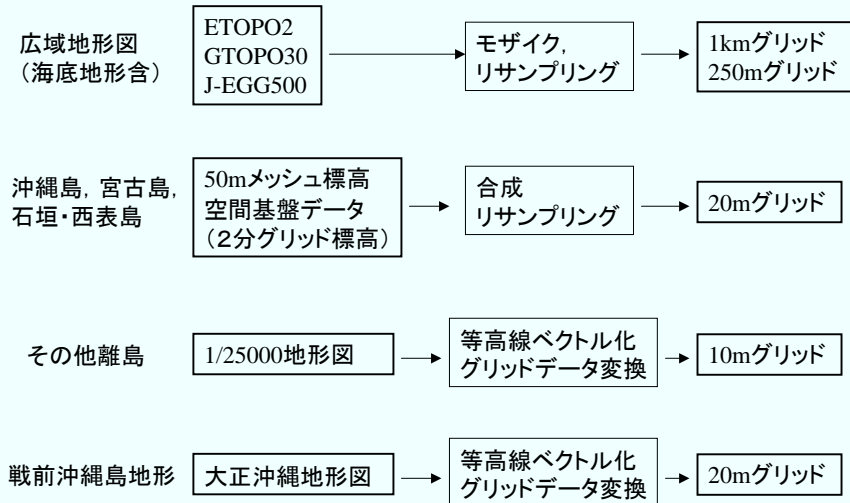 広域地形図
(海底地形含)
ETOPO2
GTOPO30
J-EGG500
モザイク,
リサンプリング
1kmグリッド
250mグリッド
沖縄島, 宮古島,
石垣・西表島
50mメッシュ標高
空間基盤データ
(２分グリッド標高)
合成
リサンプリング
20mグリッド
その他離島
1/25000地形図
等高線ベクトル化
グリッドデータ変換
10mグリッド
戦前沖縄島地形
大正沖縄地形図
等高線ベクトル化
グリッドデータ変換
20mグリッド